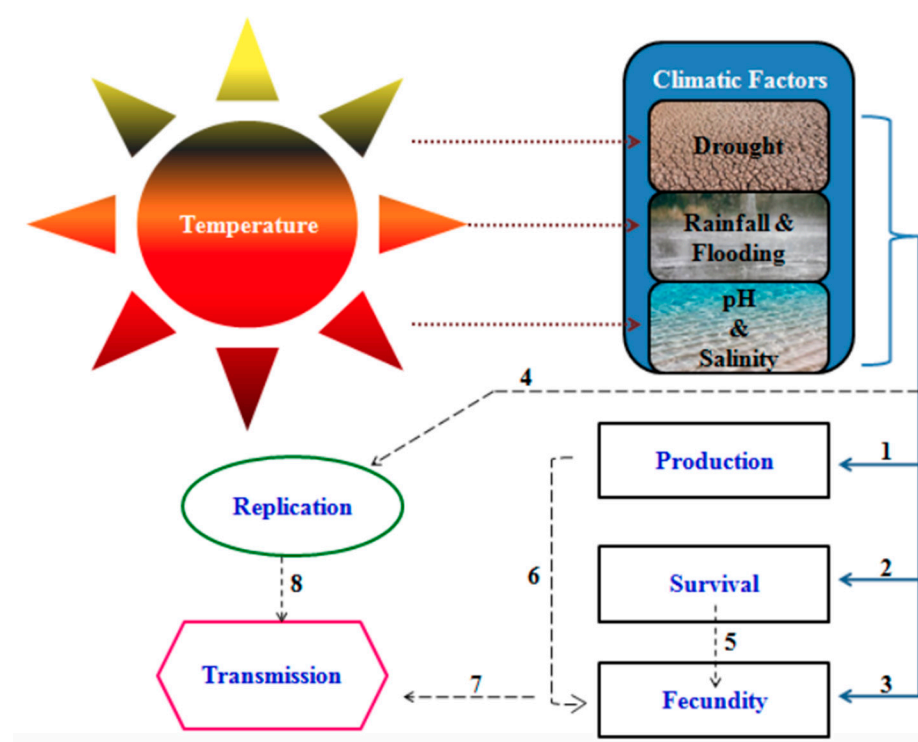 Climatic Factors
Temperature
Drought
Rainfall &
Flooding
pH
&
Salinity
4
Production
1
Replication
6
Survival
2
8
5
Transmission
7
Fecundity
3